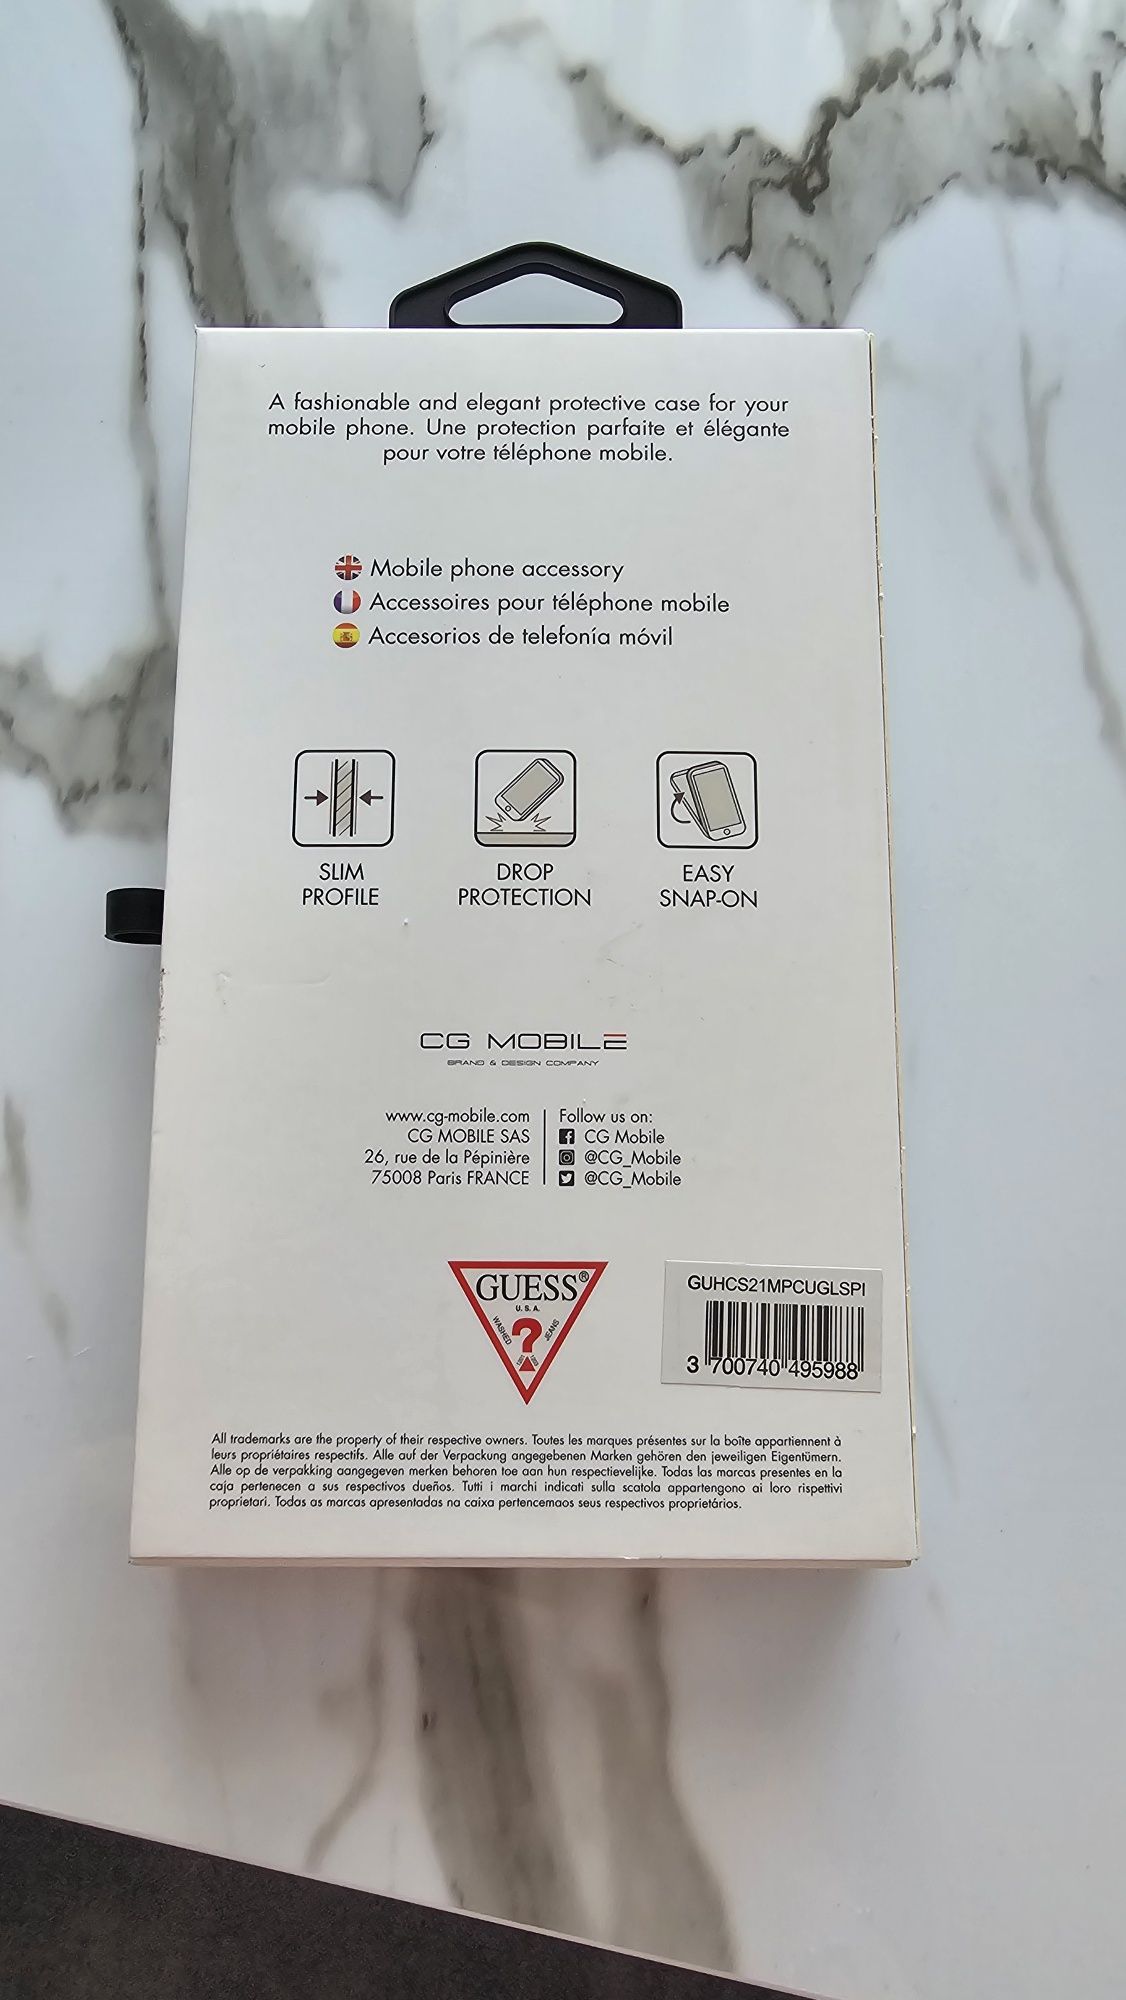 A fashionable and elegant protective case for your
mobile phone. Une protection parfaite et élégante
pour votre téléphone mobile.
Mobile phone accessory
Accessoires pour téléphone mobile
Accesorios de telefonía móvil
SLIM
PROFILE
DROP
PROTECTION
EASY
SNAP-ON
CG MOBILE
BRAND & DESIGN COMPANY
www.cg-mobile.com
CG MOBILE SAS
26, rue de la Pépinière
75008 Paris FRANCE
Follow us on:
CG Mobile
@CG_Mobile
@CG_Mobile
GUESS®
U.S.A.
WASHED ? JEANS
GUHCS21MPCUGLSPI
3 700740 495988
All trademarks are the property of their respective owners. Toutes les marques présentes sur la boîte appartiennent à
leurs propriétaires respectifs. Alle auf der Verpackung angegebenen Marken gehören den jeweiligen Eigentümern.
Alle op de verpakking aangegeven merken behoren toe aan hun respectievelijke. Todas las marcas presentes en la
caja pertenecen a sus respectivos dueños. Tutti i marchi indicati sulla scatola appartengono ai loro rispettivi
proprietari. Todas as marcas apresentadas na caixa pertencemaos seus respectivos proprietários.